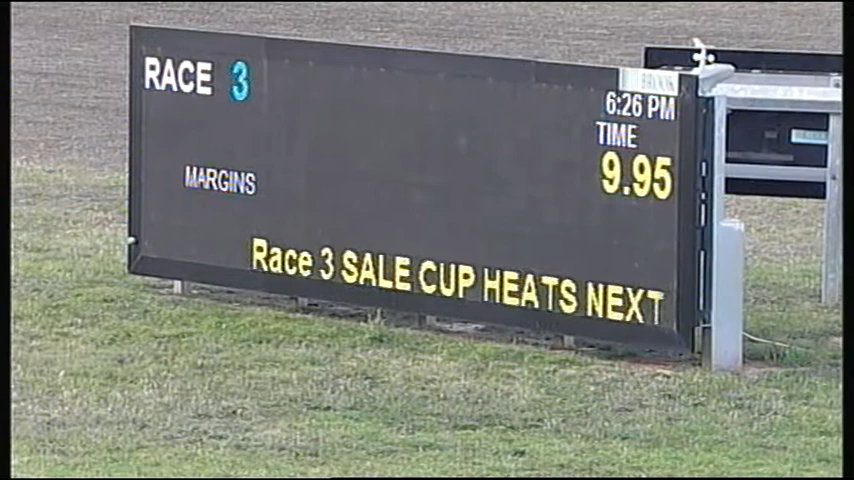 RACE 3
6:26 PM
TIME
9.95
MARGINS
Race 3 SALE CUP HEATS NEXT